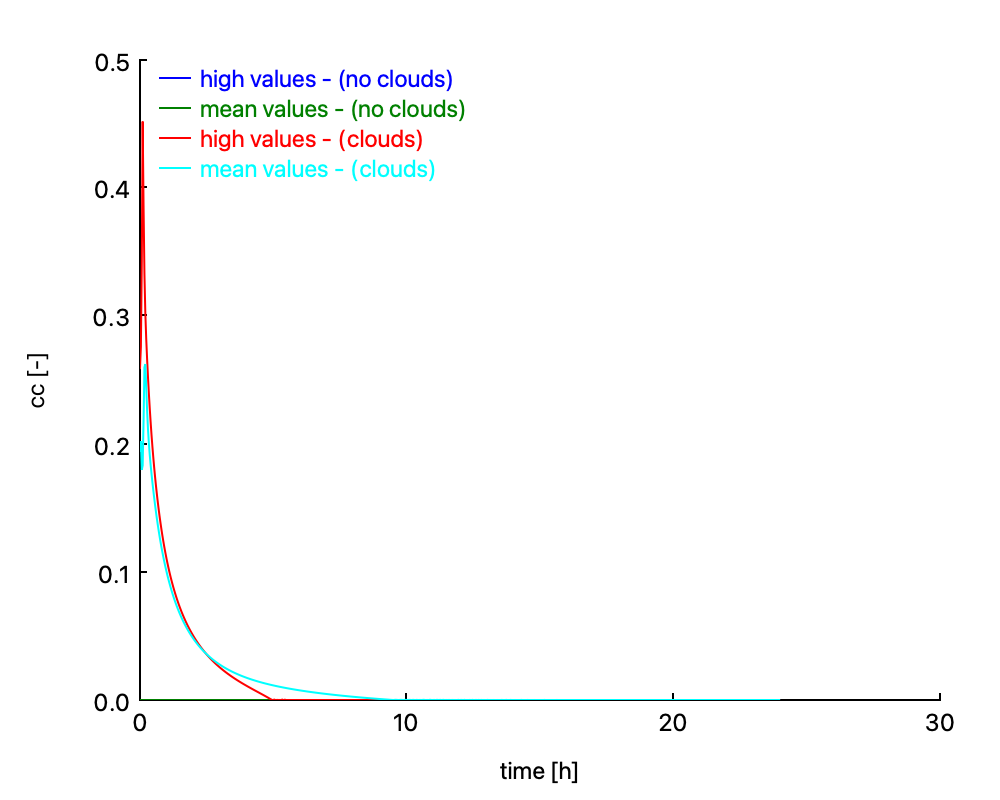 0.5
high values - (no clouds)
mean values - (no clouds)
high values - (clouds)
mean values - (clouds)
0.4
0.3
cc [-]
0.2
0.1
0.0
0 10 20 30
time [h]